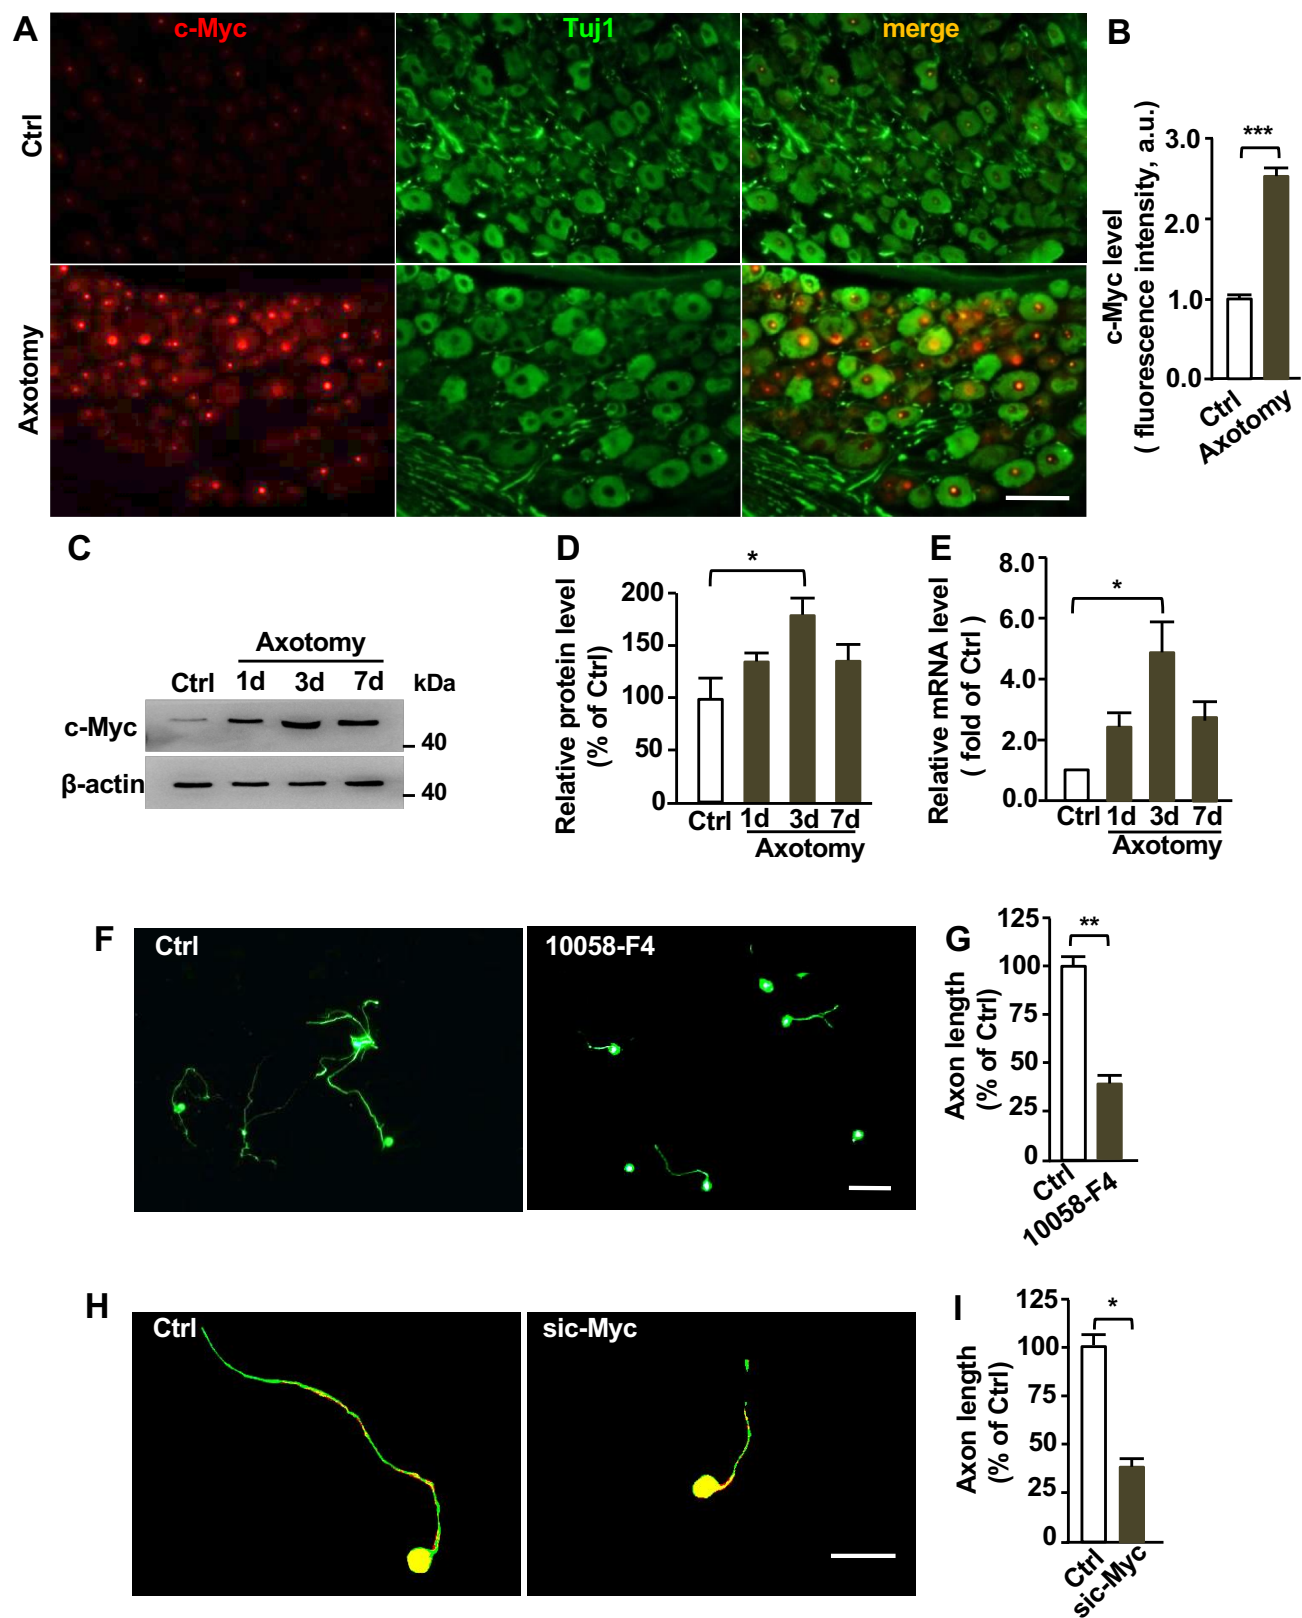 A
c-Myc
Tuj1
merge
Ctrl
Axotomy
B
c-Myc level
( fluorescence intensity, a.u.)
3.0
2.0
1.0
0.0
***
Ctrl
Axotomy
C
Axotomy
Ctrl 1d 3d 7d kDa
c-Myc
40
β-actin
40
D
Relative protein level
(% of Ctrl)
200
150
100
50
0
*
Ctrl 1d 3d 7d
Axotomy
E
Relative mRNA level
( fold of Ctrl )
8.0
6.0
4.0
2.0
0.0
*
Ctrl 1d 3d 7d
Axotomy
F
Ctrl
10058-F4
G
Axon length
(% of Ctrl)
125
100
75
50
25
0
**
Ctrl
10058-F4
H
Ctrl
sic-Myc
I
Axon length
(% of Ctrl)
125
100
75
50
25
0
*
Ctrl
sic-Myc